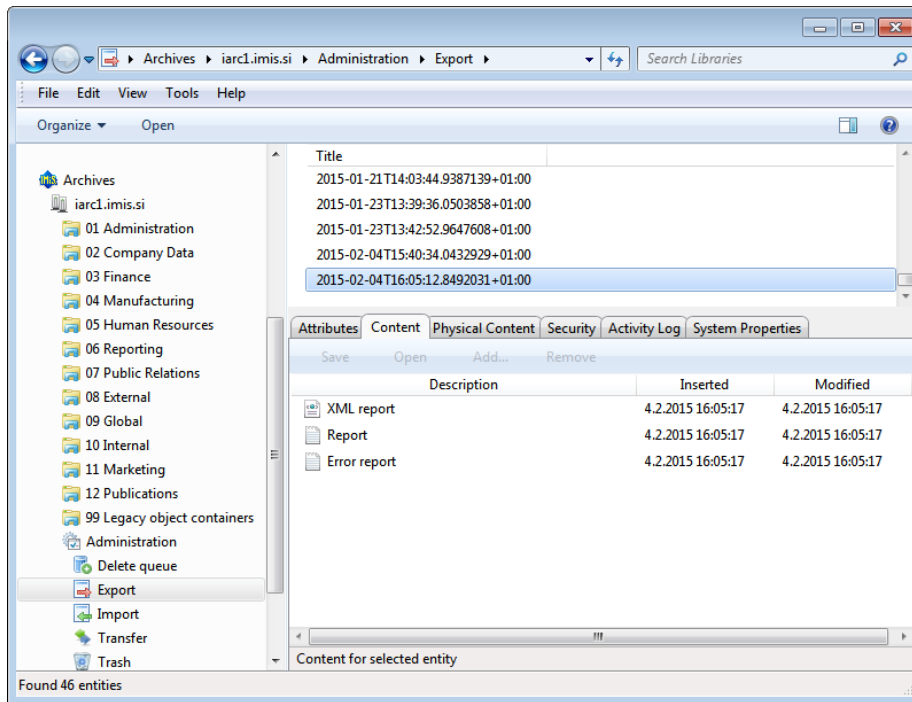 Archives iarc1.imis.si Administration Export
Search Libraries
File Edit View Tools Help
Organize Open
Archives
iarc1.imis.si
01 Administration
02 Company Data
03 Finance
04 Manufacturing
05 Human Resources
06 Reporting
07 Public Relations
08 External
09 Global
10 Internal
11 Marketing
12 Publications
99 Legacy object containers
Administration
Delete queue
Export
Import
Transfer
Trash
Title
2015-01-21T14:03:44.9387139+01:00
2015-01-23T13:39:36.0503858+01:00
2015-01-23T13:42:52.9647608+01:00
2015-02-04T15:40:34.0432929+01:00
2015-02-04T16:05:12.8492031+01:00
Attributes Content Physical Content Security Activity Log System Properties
Save Open Add... Remove
Description Inserted Modified
XML report 4.2.2015 16:05:17 4.2.2015 16:05:17
Report 4.2.2015 16:05:17 4.2.2015 16:05:17
Error report 4.2.2015 16:05:17 4.2.2015 16:05:17
Content for selected entity
Found 46 entities